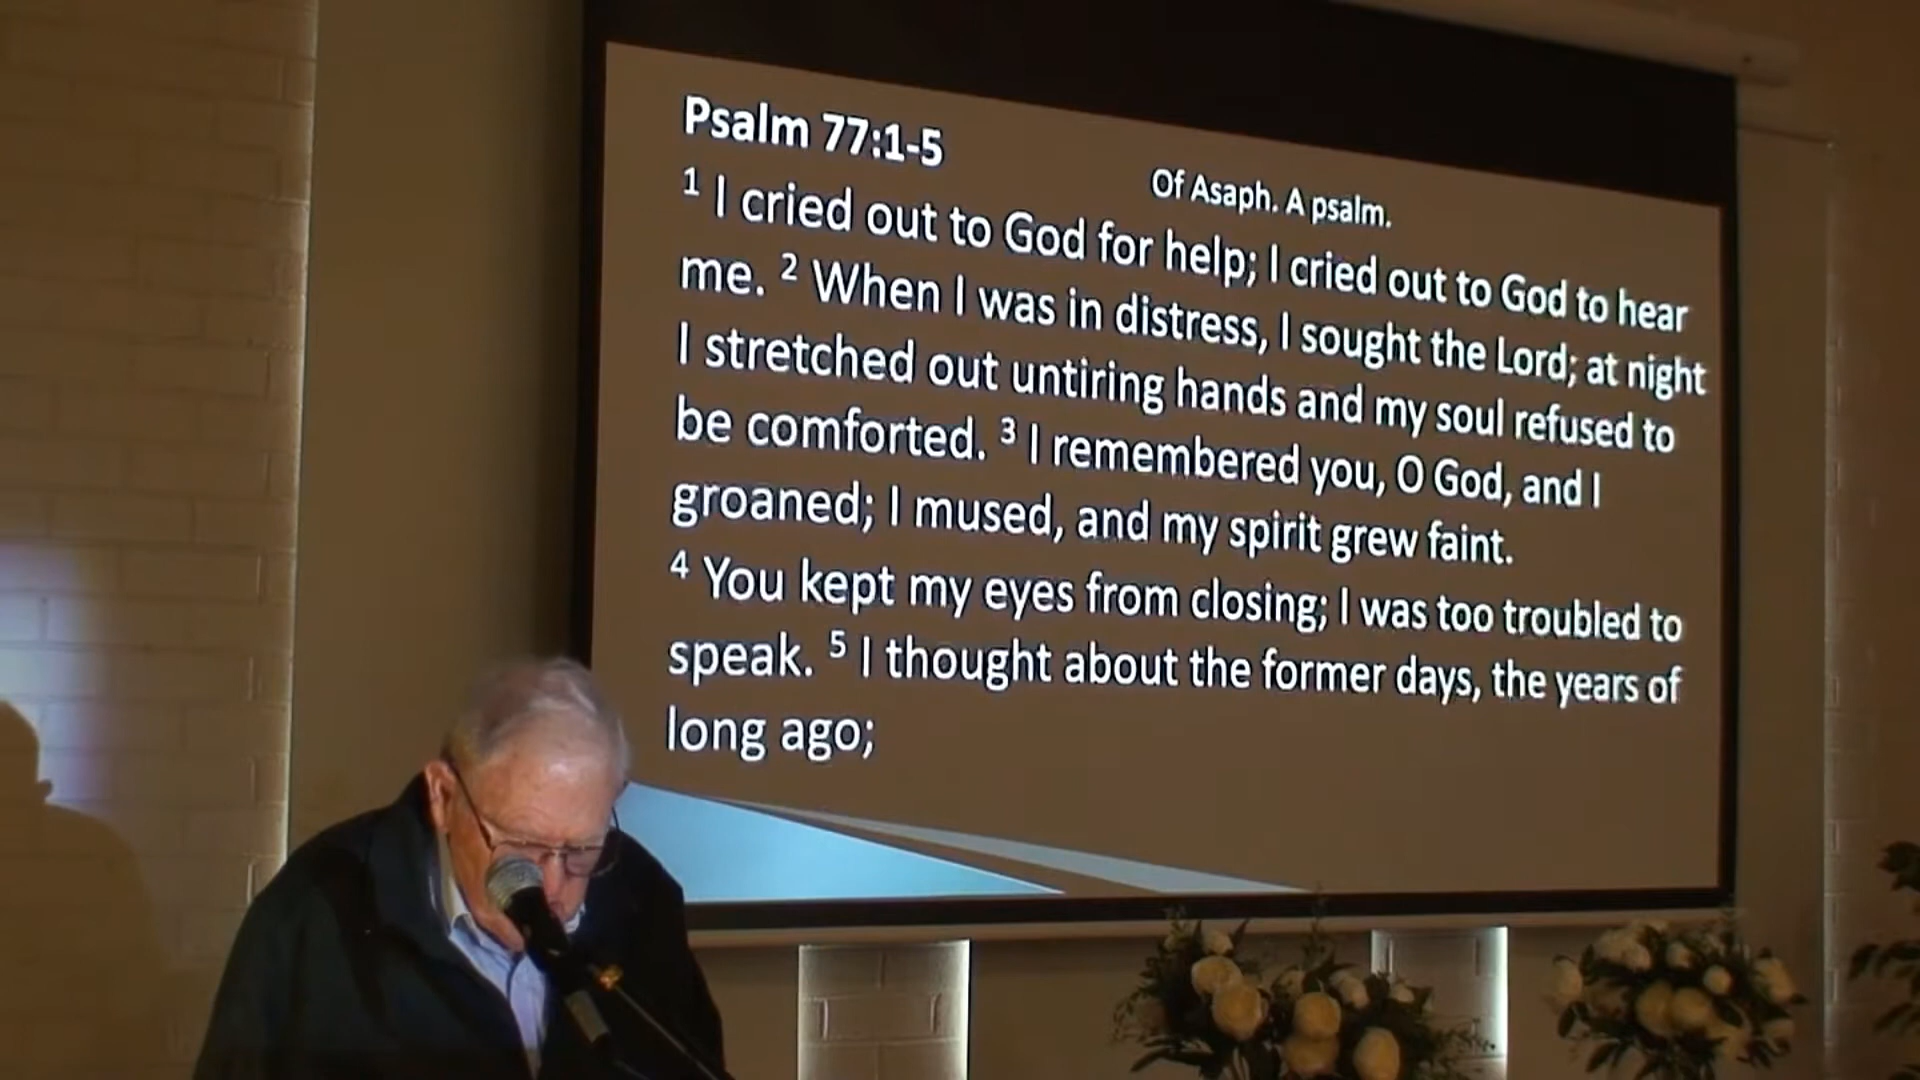 Psalm 77:1-5
Of Asaph. A psalm.
1 I cried out to God for help; I cried out to God to hear
me. 2 When I was in distress, I sought the Lord; at night
I stretched out untiring hands and my soul refused to
be comforted. 3 I remembered you, O God, and I
groaned; I mused, and my spirit grew faint.
4 You kept my eyes from closing; I was too troubled to
speak. 5 I thought about the former days, the years of
long ago;